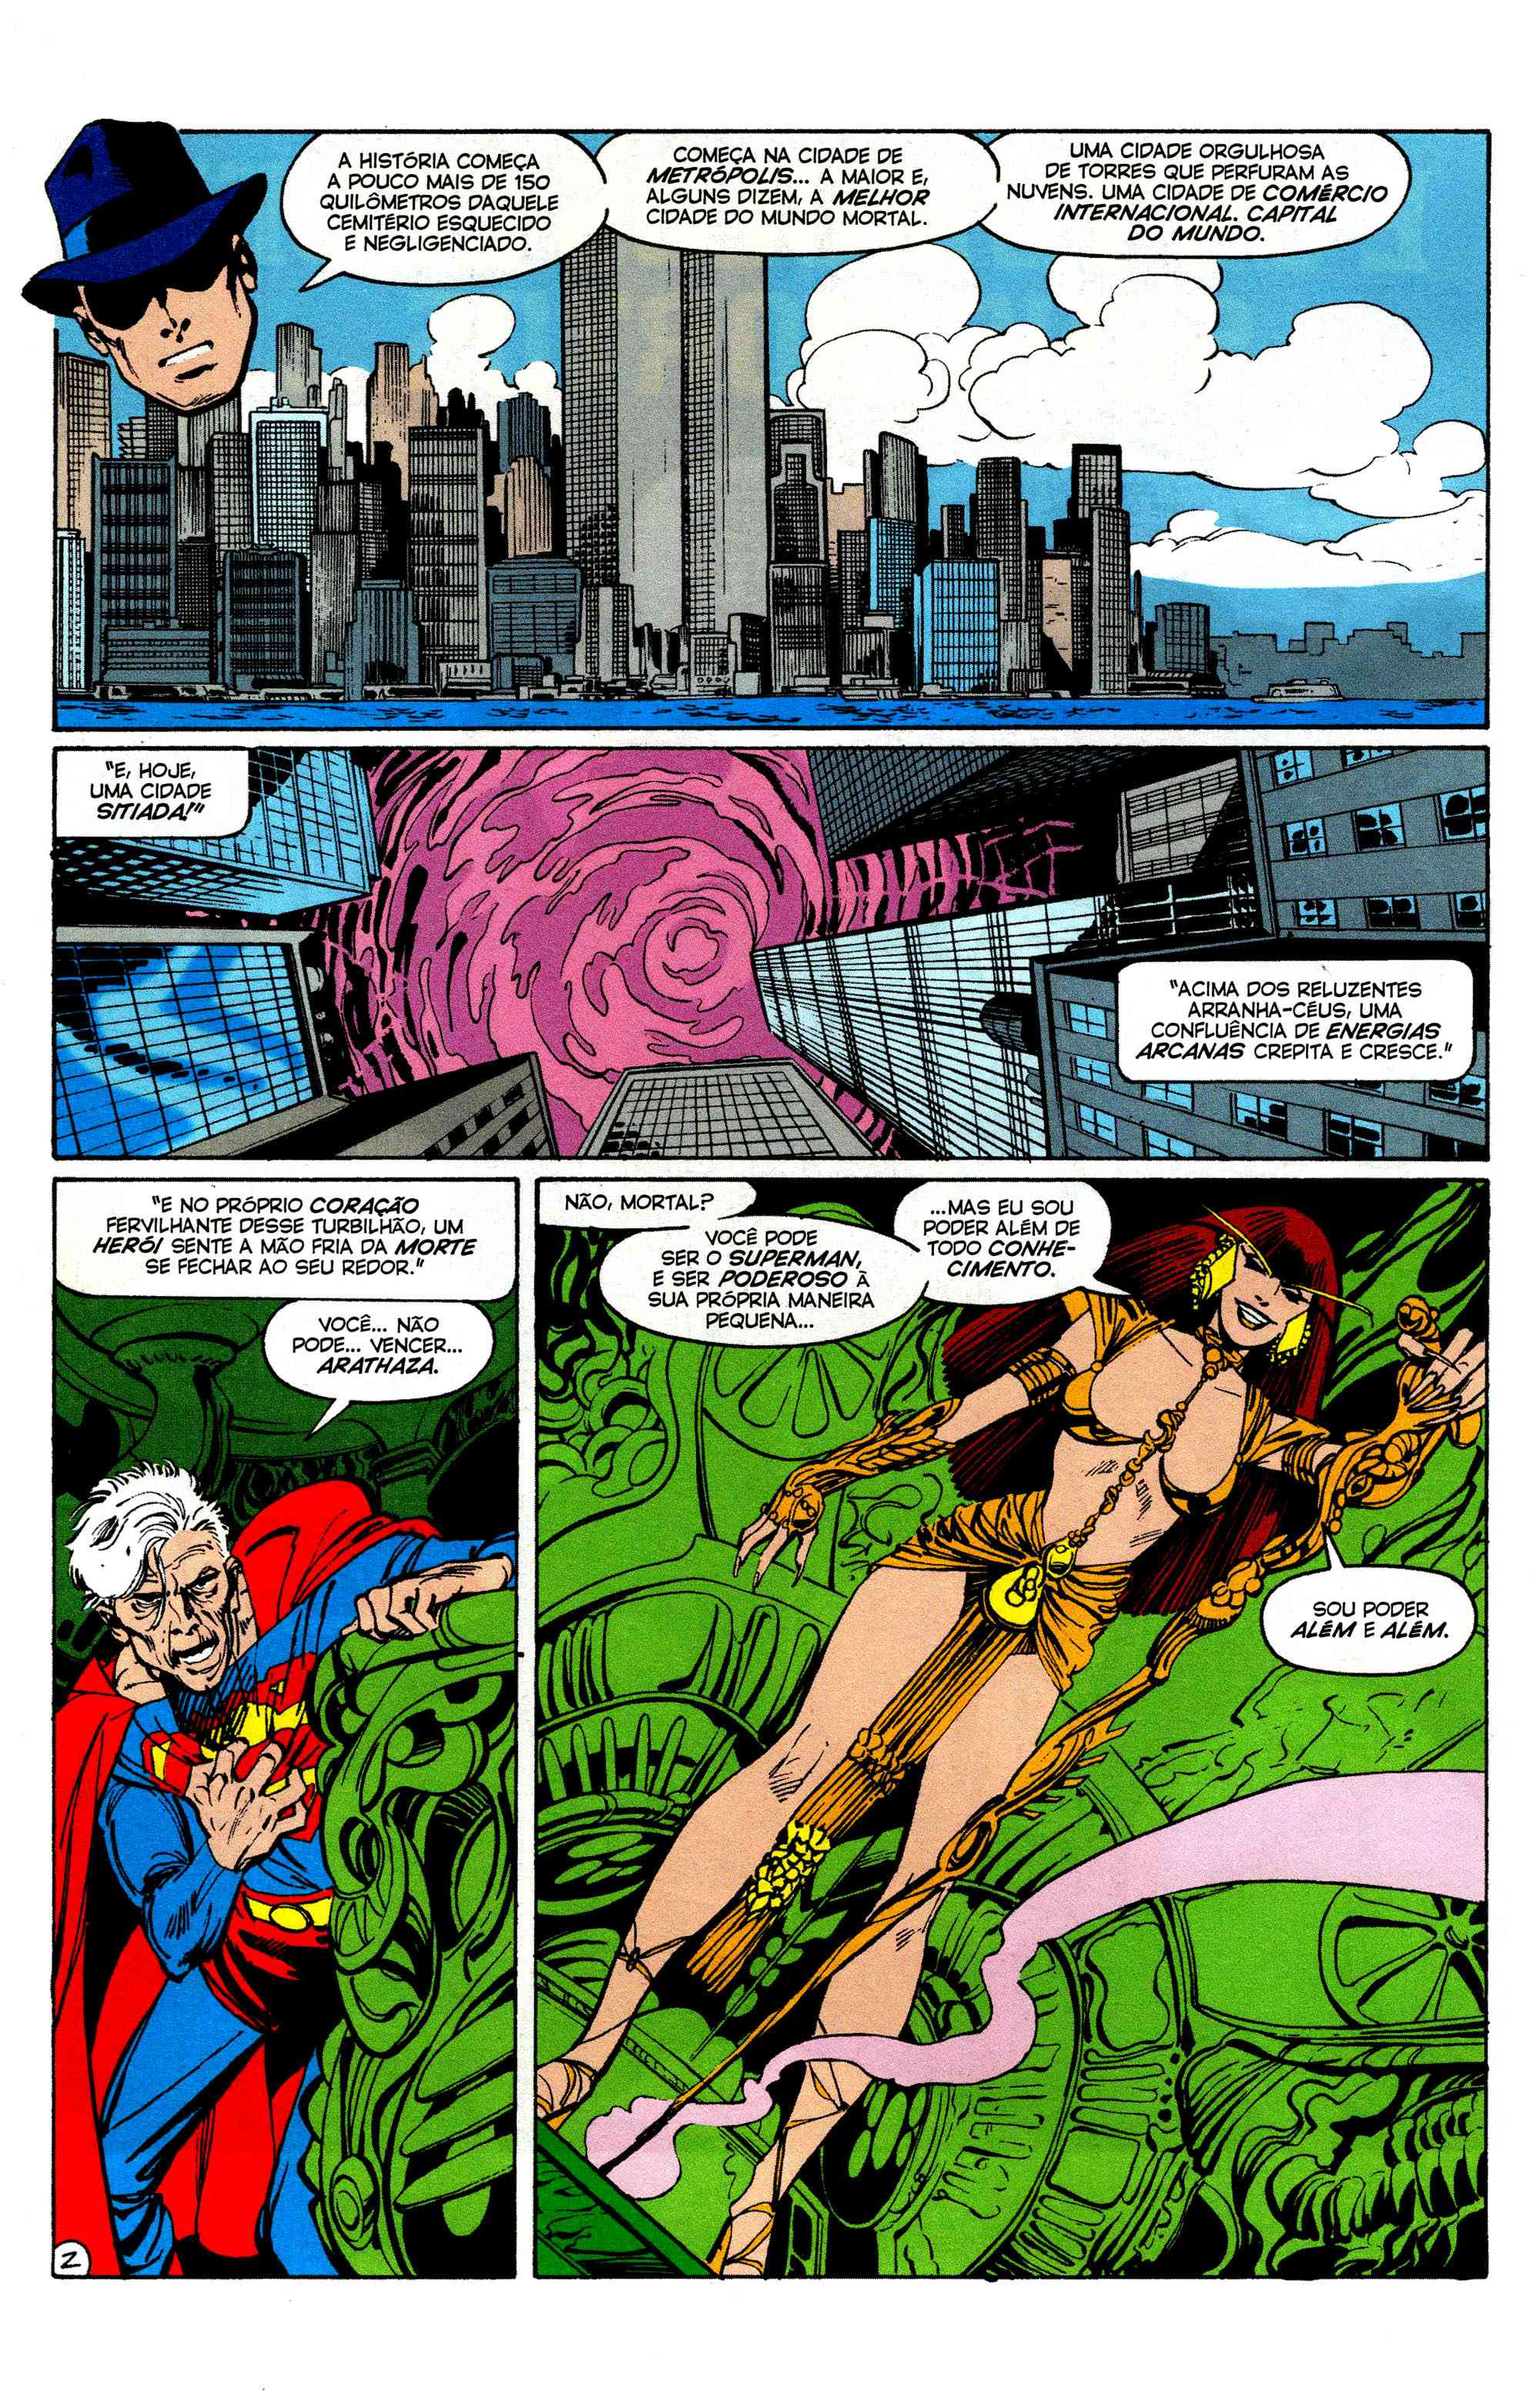 A HISTÓRIA COMEÇA
A POUCO MAIS DE 150
QUILÔMETROS DAQUELE
CEMITÉRIO ESQUECIDO
E NEGLIGENCIADO.
COMEÇA NA CIDADE DE
METRÓPOLIS... A MAIOR E,
ALGUNS DIZEM, A MELHOR
CIDADE DO MUNDO MORTAL.
UMA CIDADE ORGULHOSA
DE TORRES QUE PERFURAM AS
NUVENS. UMA CIDADE DE COMÉRCIO
INTERNACIONAL. CAPITAL
DO MUNDO.
"E, HOJE,
UMA CIDADE
SITIADA!"
"ACIMA DOS RELUZENTES
ARRANHA-CÉUS, UMA
CONFLUÊNCIA DE ENERGIAS
ARCANAS CREPITA E CRESCE."
"E NO PRÓPRIO CORAÇÃO
FERVILHANTE DESSE TURBILHÃO, UM
HERÓI SENTE A MÃO FRIA DA MORTE
SE FECHAR AO SEU REDOR."
VOCÊ... NÃO
PODE... VENCER...
ARATHAZA.
NÃO, MORTAL?
VOCÊ PODE
SER O SUPERMAN,
E SER PODEROSO À
SUA PRÓPRIA MANEIRA
PEQUENA...
...MAS EU SOU
PODER ALÉM DE
TODO CONHE-
CIMENTO.
SOU PODER
ALÉM E ALÉM.
2